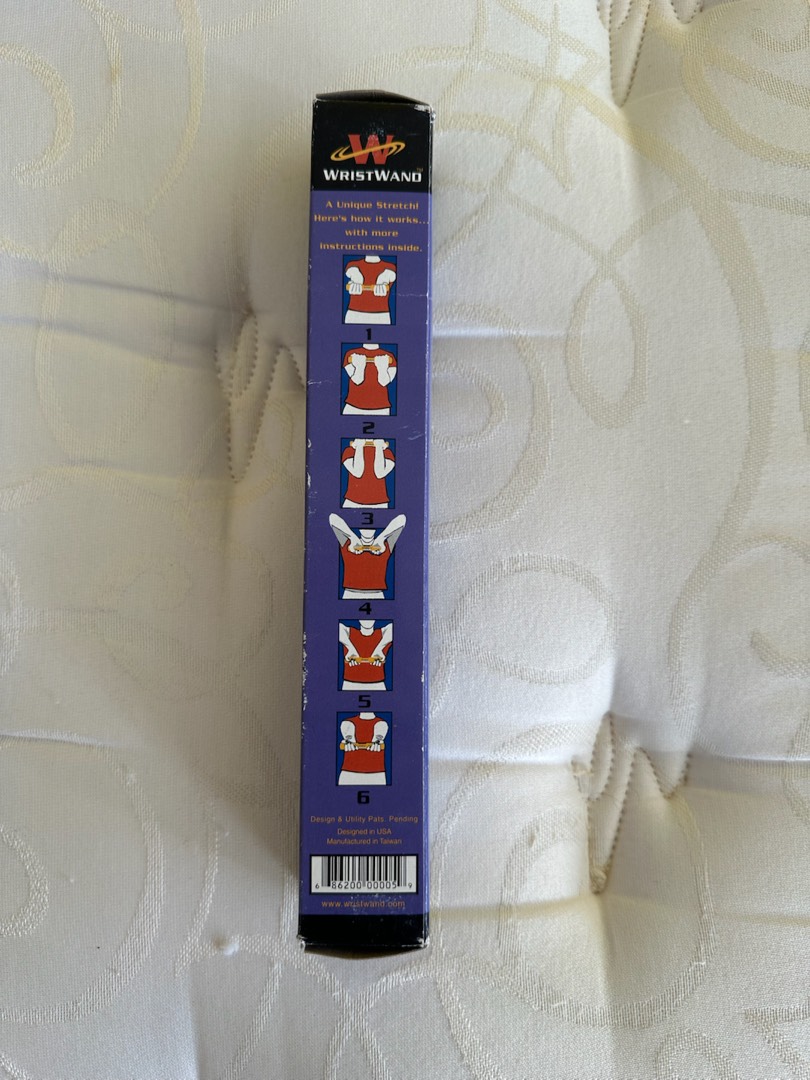 W
WRISTWAND
A Unique Stretch!
Here's how it works...
with more
instructions inside.
1
2
3
4
5
6
Design & Utility Pats. Pending
Designed in USA
Manufactured in Taiwan
6 86200 00005 9
www.wristwand.com